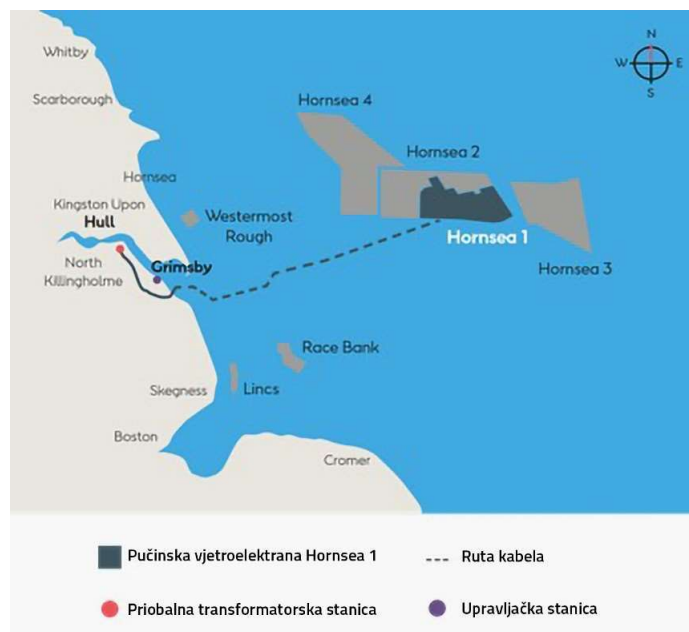 Whitby
Scarborough
Hornsea
Kingston Upon
Hull
North
Killingholme
Grimsby
Westermost
Rough
Hornsea 4
Hornsea 2
Hornsea 1
Hornsea 3
N
W
E
S
Race Bank
Lincs
Skegness
Boston
Cromer
Pučinska vjetroelektrana Hornsea 1
Ruta kabela
Priobalna transformatorska stanica
Upravljačka stanica